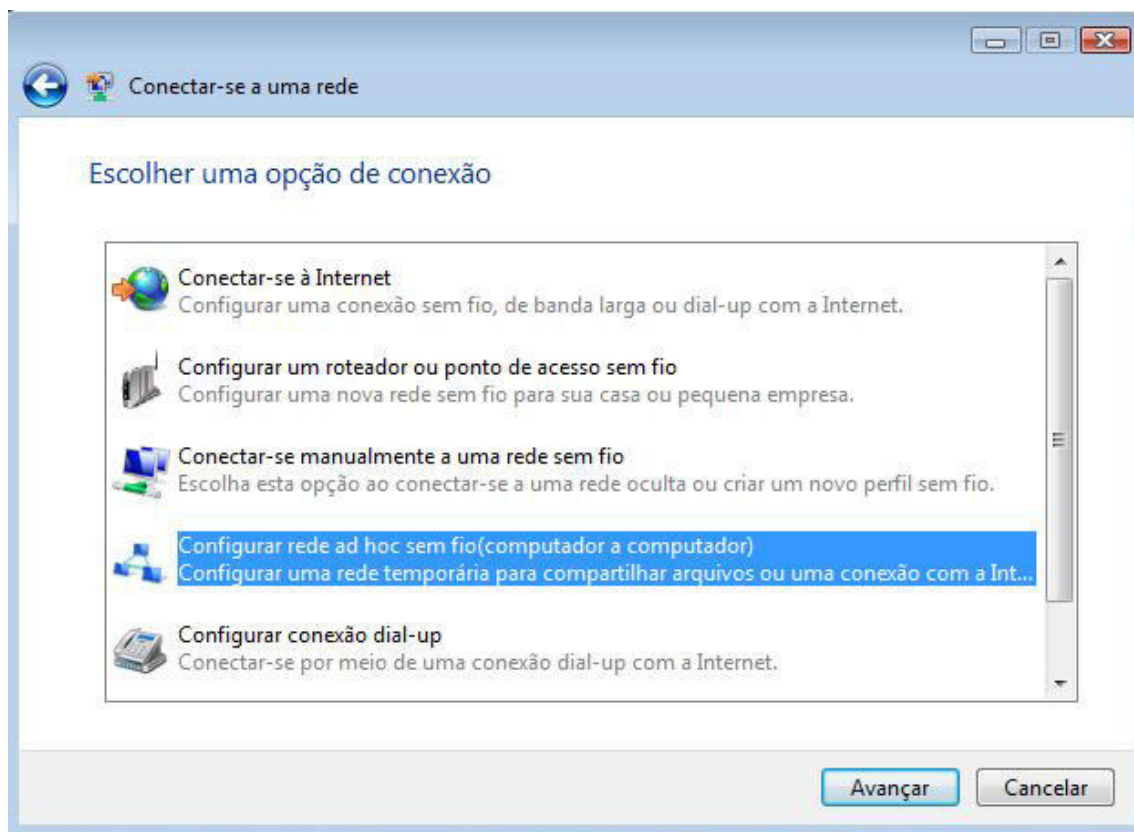 Conectar-se a uma rede
Escolher uma opção de conexão
Conectar-se à Internet
Configurar uma conexão sem fio, de banda larga ou dial-up com a Internet.
Configurar um roteador ou ponto de acesso sem fio
Configurar uma nova rede sem fio para sua casa ou pequena empresa.
Conectar-se manualmente a uma rede sem fio
Escolha esta opção ao conectar-se a uma rede oculta ou criar um novo perfil sem fio.
Configurar rede ad hoc sem fio(computador a computador)
Configurar uma rede temporária para compartilhar arquivos ou uma conexão com a Int...
Configurar conexão dial-up
Conectar-se por meio de uma conexão dial-up com a Internet.
Avançar
Cancelar